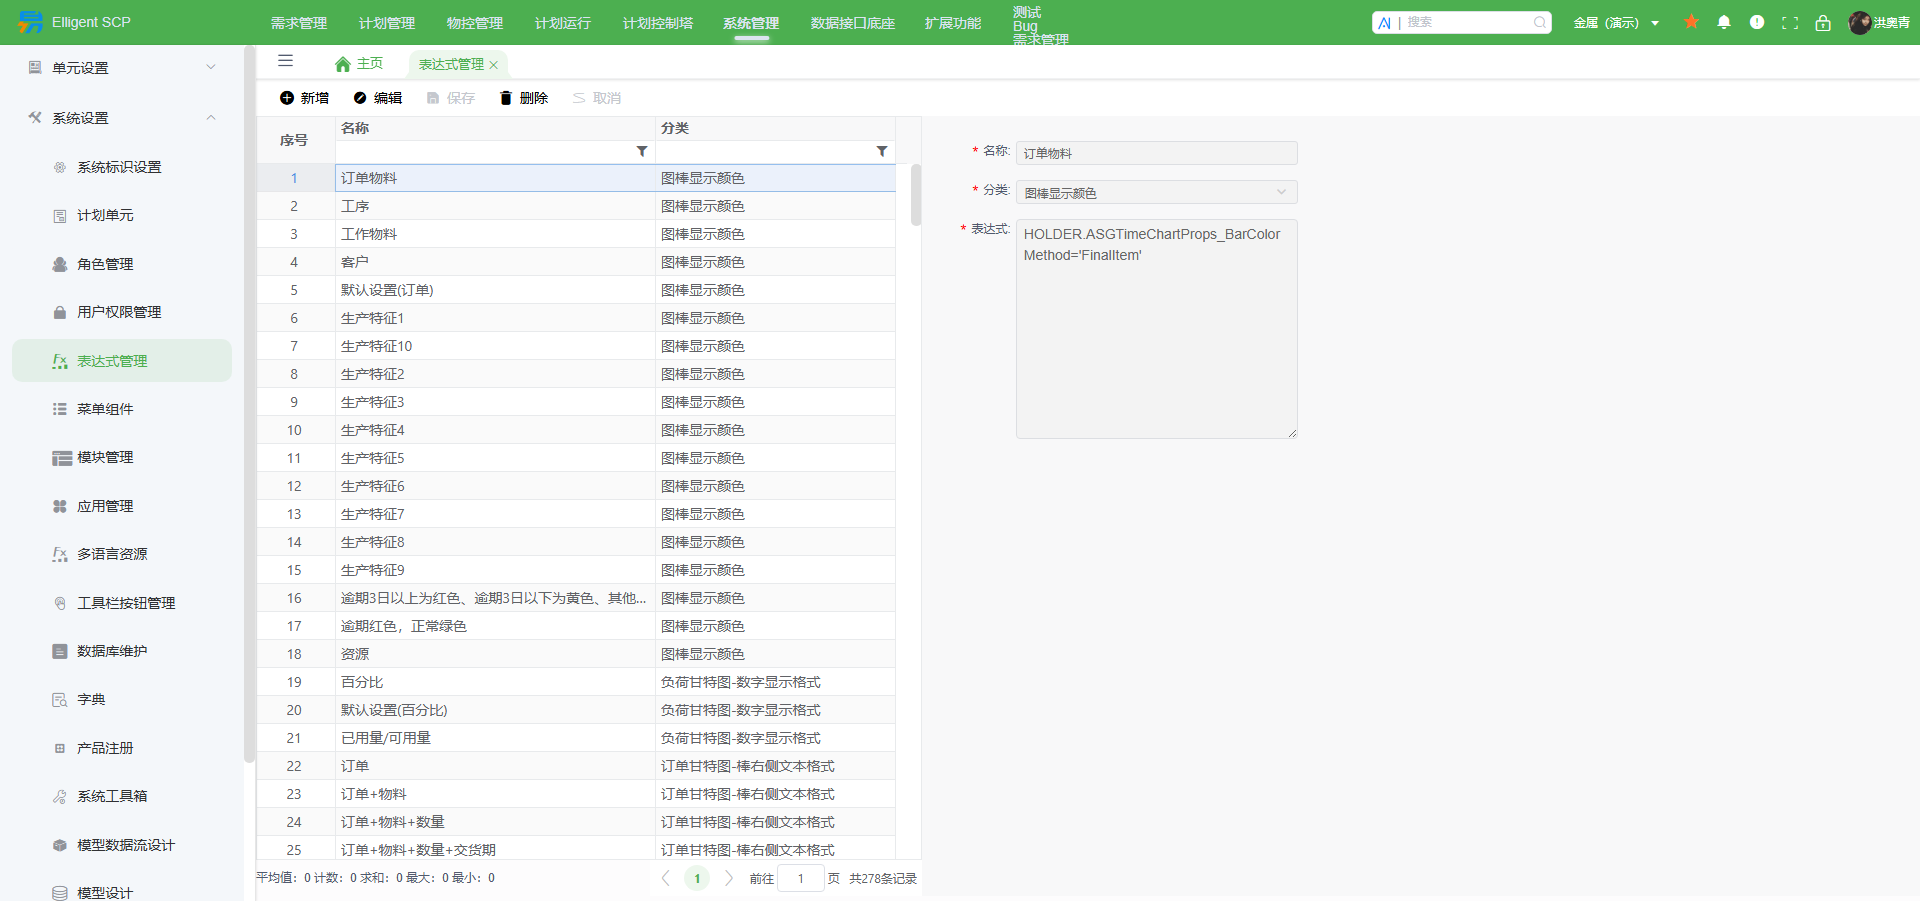 Elligent SCP
需求管理 计划管理 物控管理 计划运行 计划控制塔 系统管理 数据接口底座 扩展功能
测试
Bug
需求管理
AI | 搜索
金属（演示）
洪奥青
单元设置
系统设置
系统标识设置
计划单元
角色管理
用户权限管理
表达式管理
菜单组件
模块管理
应用管理
多语言资源
工具栏按钮管理
数据库维护
字典
产品注册
系统工具箱
模型数据流设计
模型设计
主页 表达式管理
新增 编辑 保存 删除 取消
序号 名称 分类
1 订单物料 图棒显示颜色
2 工序 图棒显示颜色
3 工作物料 图棒显示颜色
4 客户 图棒显示颜色
5 默认设置(订单) 图棒显示颜色
6 生产特征1 图棒显示颜色
7 生产特征10 图棒显示颜色
8 生产特征2 图棒显示颜色
9 生产特征3 图棒显示颜色
10 生产特征4 图棒显示颜色
11 生产特征5 图棒显示颜色
12 生产特征6 图棒显示颜色
13 生产特征7 图棒显示颜色
14 生产特征8 图棒显示颜色
15 生产特征9 图棒显示颜色
16 逾期3日以上为红色、逾期3日以下为黄色、其他... 图棒显示颜色
17 逾期红色，正常绿色 图棒显示颜色
18 资源 图棒显示颜色
19 百分比 负荷甘特图-数字显示格式
20 默认设置(百分比) 负荷甘特图-数字显示格式
21 已用量/可用量 负荷甘特图-数字显示格式
22 订单 订单甘特图-棒右侧文本格式
23 订单+物料 订单甘特图-棒右侧文本格式
24 订单+物料+数量 订单甘特图-棒右侧文本格式
25 订单+物料+数量+交货期 订单甘特图-棒右侧文本格式
平均值：0 计数：0 求和：0 最大：0 最小：0
1 前往 1 页 共278条记录
* 名称: 订单物料
* 分类: 图棒显示颜色
* 表达式: HOLDER.ASGTimeChartProps_BarColor
Method='FinalItem'